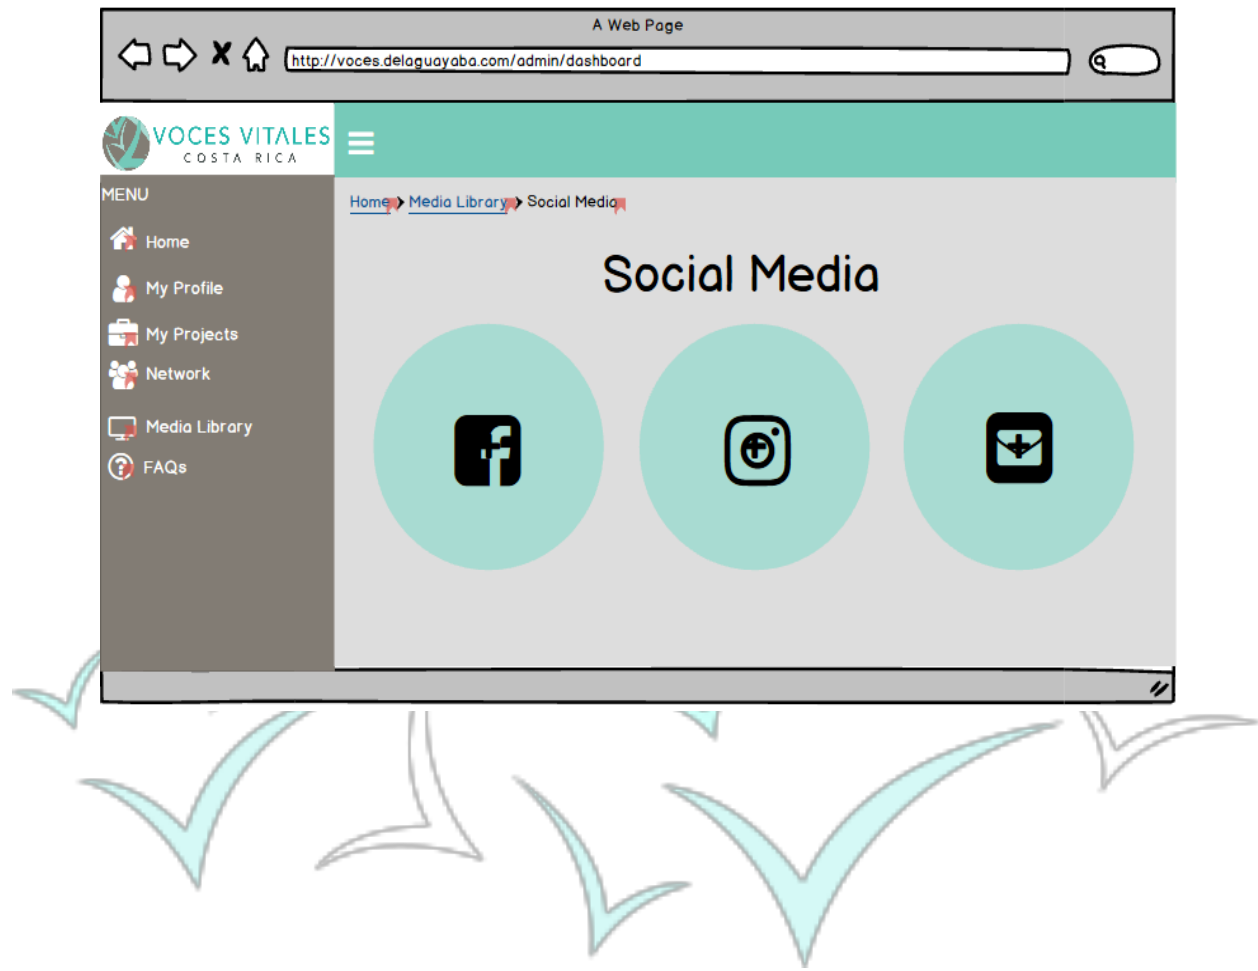 A Web Page
http://voces.delaguayaba.com/admin/dashboard
VOCES VITALES
COSTA RICA
MENU
Home
My Profile
My Projects
Network
Media Library
FAQs
Home Media Library Social Media
Social Media